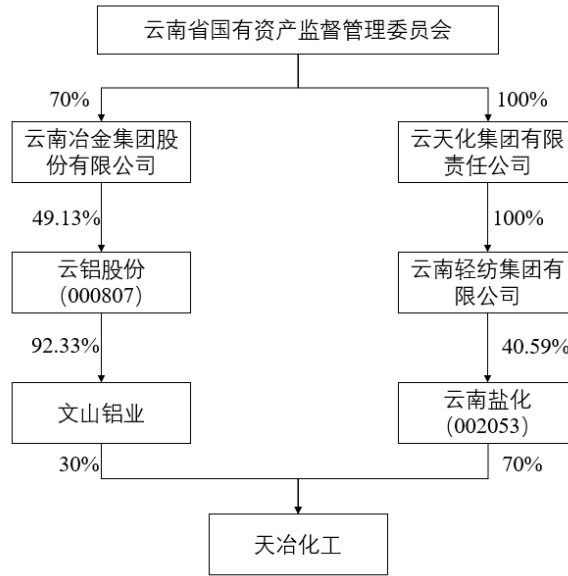 云南省国有资产监督管理委员会
70%
100%
云南冶金集团股
份有限公司
云天化集团有限
责任公司
49.13%
100%
云铝股份
(000807)
云南轻纺集团有
限公司
92.33%
40.59%
文山铝业
云南盐化
(002053)
30%
70%
天冶化工